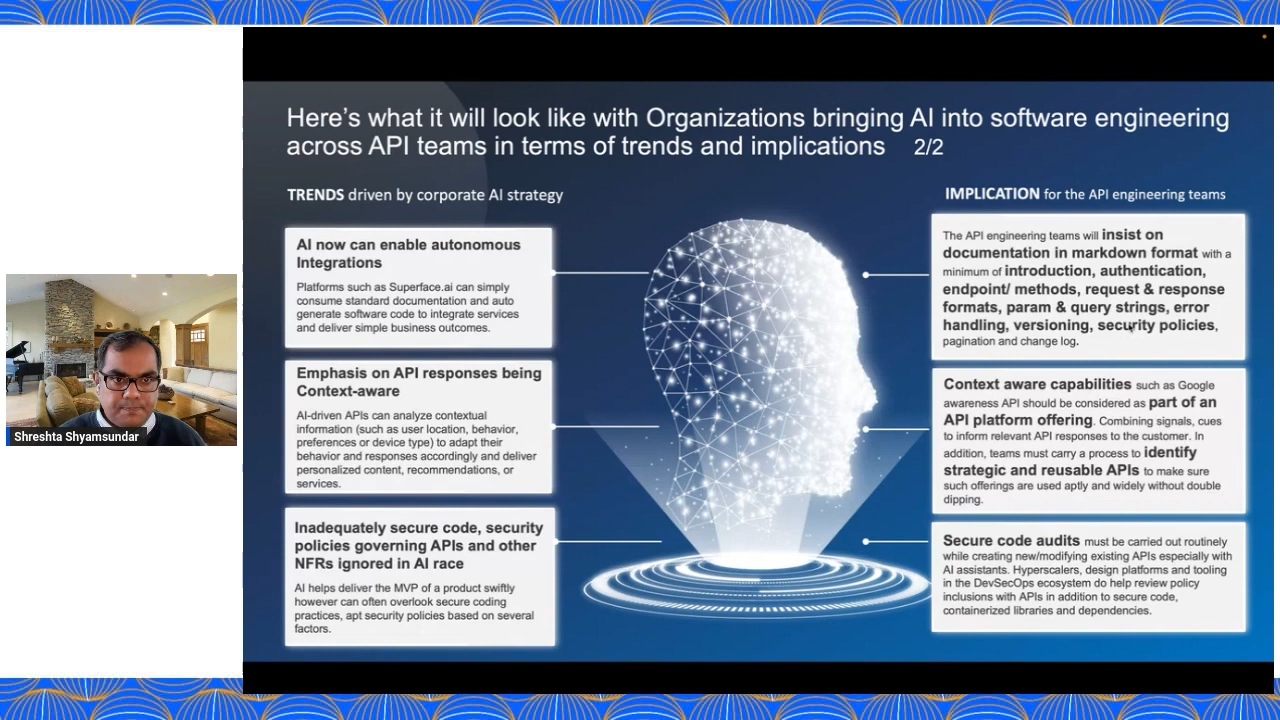 Here's what it will look like with Organizations bringing AI into software engineering
across API teams in terms of trends and implications 2/2
TRENDS driven by corporate AI strategy
AI now can enable autonomous
Integrations
Platforms such as Superface.ai can simply
consume standard documentation and auto
generate software code to integrate services
and deliver simple business outcomes.
Emphasis on API responses being
Context-aware
AI-driven APIs can analyze contextual
information (such as user location, behavior,
preferences or device type) to adapt their
behavior and responses accordingly and deliver
personalized content, recommendations, or
services.
Inadequately secure code, security
policies governing APIs and other
NFRs ignored in AI race
AI helps deliver the MVP of a product swiftly
however can often overlook secure coding
practices, apt security policies based on several
factors.
IMPLICATION for the API engineering teams
The API engineering teams will insist on
documentation in markdown format with a
minimum of introduction, authentication,
endpoint/ methods, request & response
formats, param & query strings, error
handling, versioning, security policies,
pagination and change log.
Context aware capabilities such as Google
awareness API should be considered as part of an
API platform offering. Combining signals, cues
to inform relevant API responses to the customer. In
addition, teams must carry a process to identify
strategic and reusable APIs to make sure
such offerings are used aptly and widely without double
dipping.
Secure code audits must be carried out routinely
while creating new/modifying existing APIs especially with
AI assistants. Hyperscalers, design platforms and tooling
in the DevSecOps ecosystem do help review policy
inclusions with APIs in addition to secure code,
containerized libraries and dependencies.
Shreshta Shyamsundar